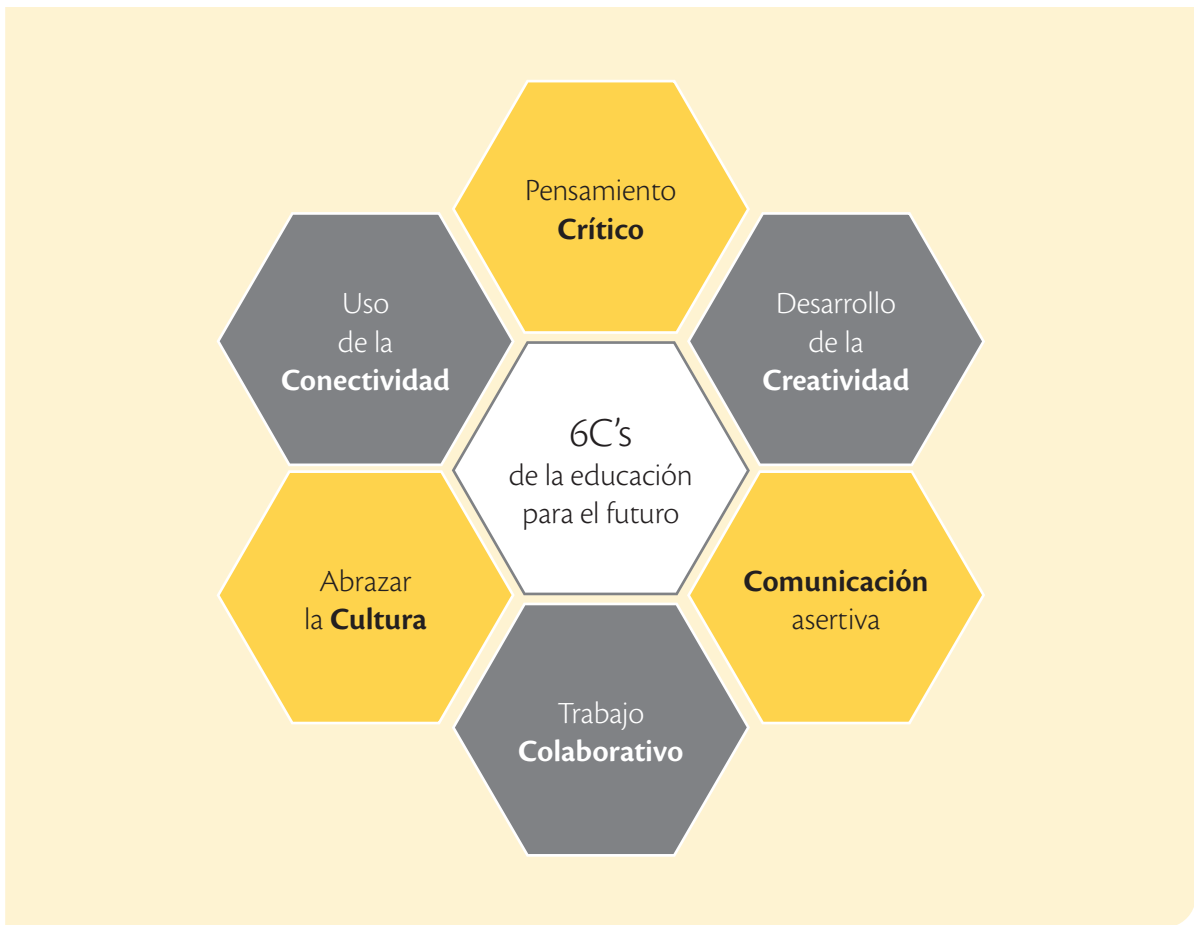 Pensamiento
Crítico
Uso
de la
Conectividad
Desarrollo
de la
Creatividad
6C's
de la educación
para el futuro
Abrazar
la Cultura
Comunicación
asertiva
Trabajo
Colaborativo